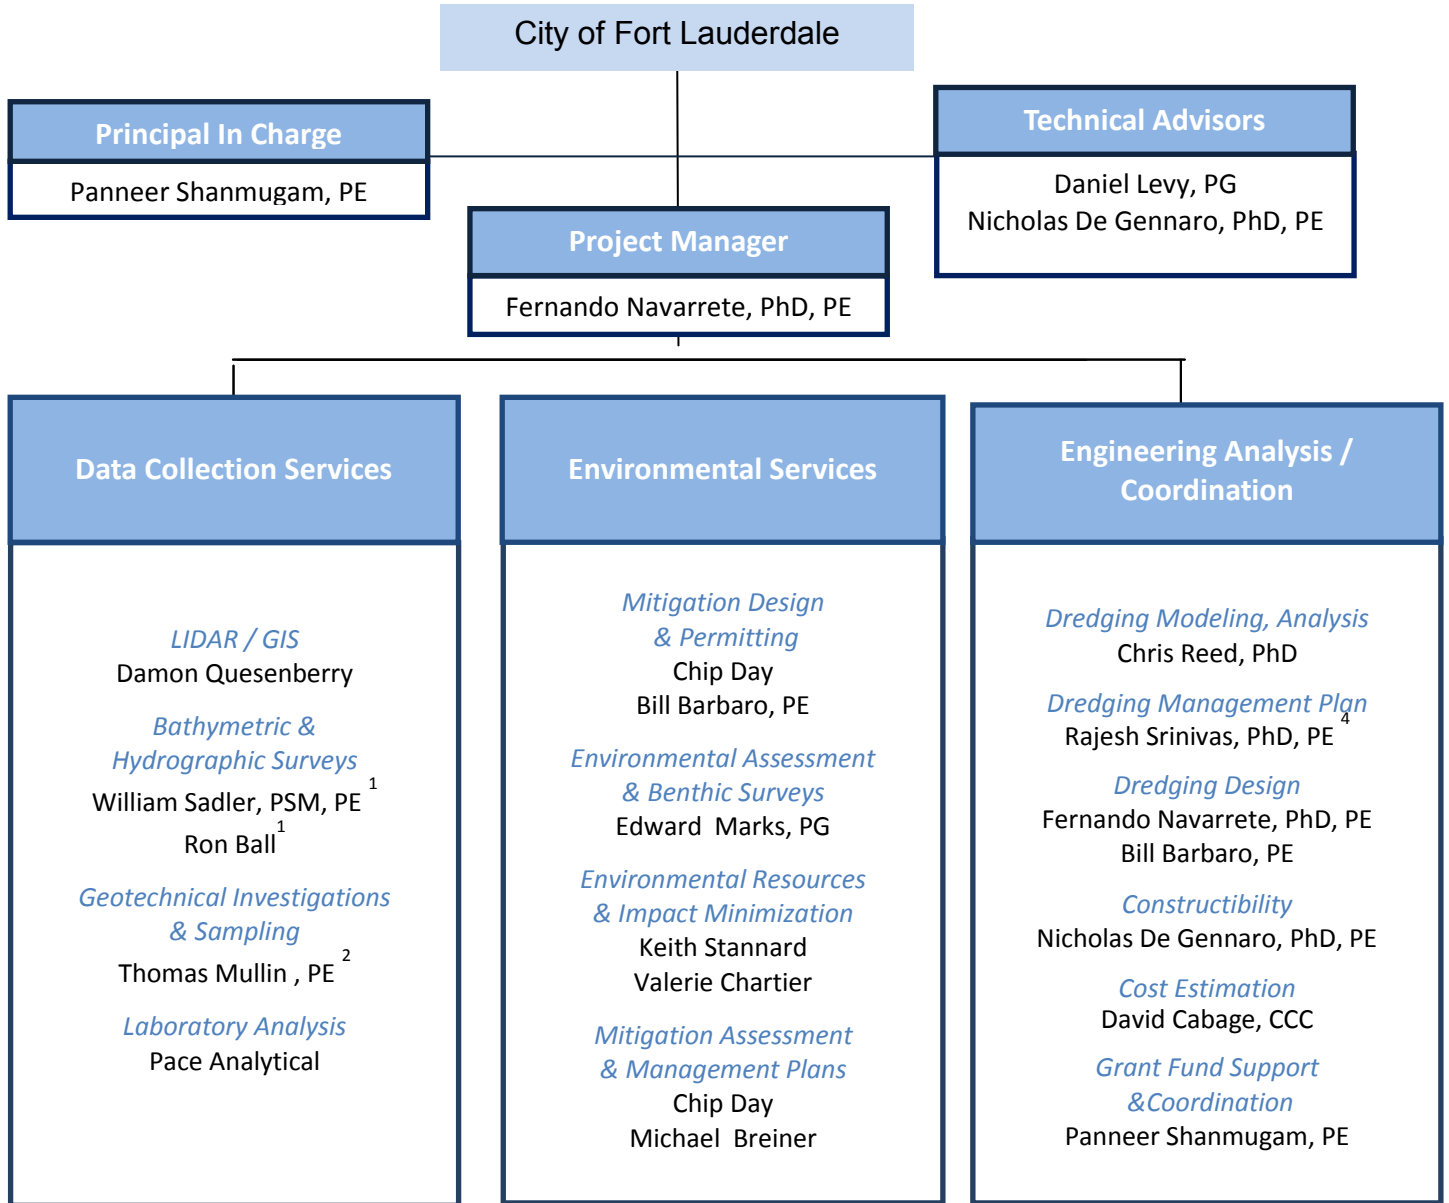 City of Fort Lauderdale
Principal In Charge
Panneer Shanmugam, PE
Technical Advisors
Daniel Levy, PG
Nicholas De Gennaro, PhD, PE
Project Manager
Fernando Navarrete, PhD, PE
Data Collection Services
LIDAR / GIS
Damon Quesenberry
Bathymetric &
Hydrographic Surveys
William Sadler, PSM, PE 1
Ron Ball1
Geotechnical Investigations
& Sampling
Thomas Mullin , PE 2
Laboratory Analysis
Pace Analytical
Environmental Services
Mitigation Design
& Permitting
Chip Day
Bill Barbaro, PE
Environmental Assessment
& Benthic Surveys
Edward  Marks, PG
Environmental Resources
& Impact Minimization
Keith Stannard
Valerie Chartier
Mitigation Assessment
& Management Plans
Chip Day
Michael  Breiner
Engineering Analysis /
Coordination
Dredging Modeling, Analysis
Chris Reed, PhD
Dredging Management Plan
Rajesh Srinivas, PhD, PE 4
Dredging Design
Fernando Navarrete, PhD, PE
Bill Barbaro, PE
Constructibility
Nicholas De Gennaro, PhD, PE
Cost Estimation
David Cabage, CCC
Grant Fund Support
&Coordination
Panneer Shanmugam, PE